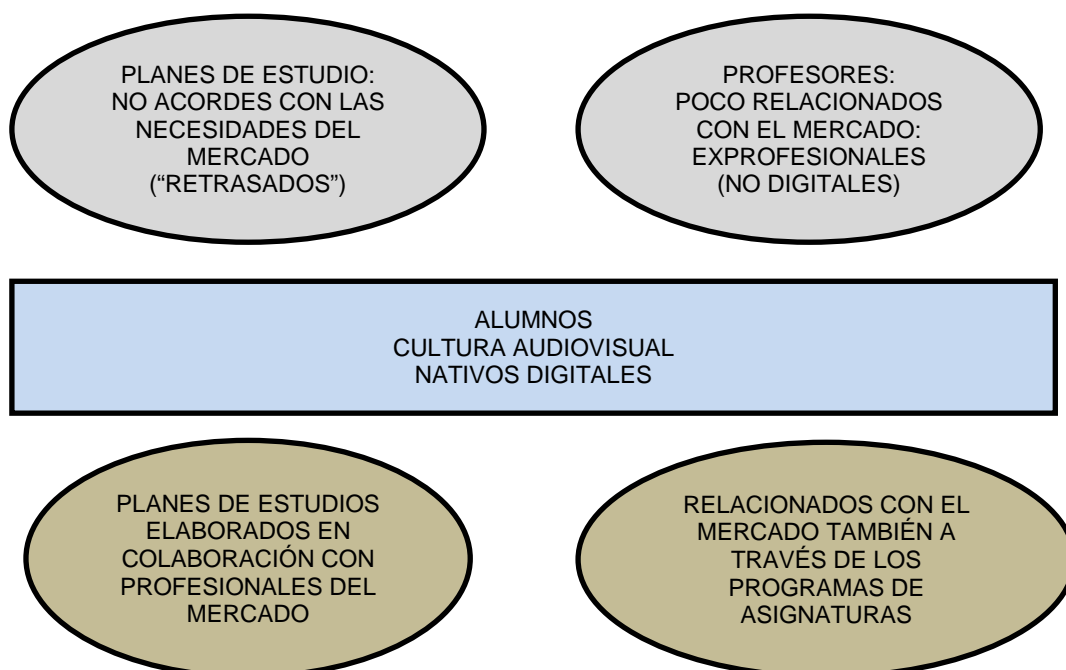 PLANES DE ESTUDIO:
NO ACORDES CON LAS
NECESIDADES DEL
MERCADO
(“RETRASADOS”)
PROFESORES:
POCO RELACIONADOS
CON EL MERCADO:
EXPROFESIONALES
(NO DIGITALES)
ALUMNOS
CULTURA AUDIOVISUAL
NATIVOS DIGITALES
PLANES DE ESTUDIOS
ELABORADOS EN
COLABORACIÓN CON
PROFESIONALES DEL
MERCADO
RELACIONADOS CON EL
MERCADO TAMBIÉN A
TRAVÉS DE LOS
PROGRAMAS DE
ASIGNATURAS